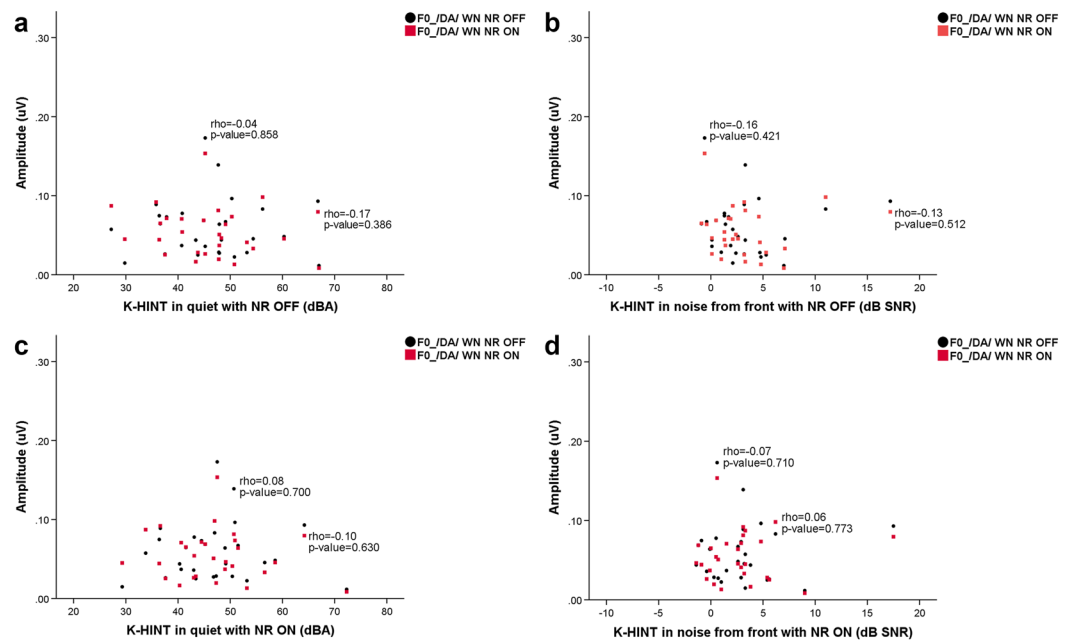 a
F0_/DA/ WN NR OFF
F0_/DA/ WN NR ON
.30
.20
.10
.00
Amplitude (uV)
rho=-0.04
p-value=0.858
rho=-0.17
p-value=0.386
20 30 40 50 60 70 80
K-HINT in quiet with NR OFF (dBA)
b
F0_/DA/ WN NR OFF
F0_/DA/ WN NR ON
.30
.20
.10
.00
Amplitude (uV)
rho=-0.16
p-value=0.421
rho=-0.13
p-value=0.512
-10 -5 0 5 10 15 20
K-HINT in noise from front with NR OFF (dB SNR)
c
F0_/DA/ WN NR OFF
F0_/DA/ WN NR ON
.30
.20
.10
.00
Amplitude (uV)
rho=0.08
p-value=0.700
rho=-0.10
p-value=0.630
20 30 40 50 60 70 80
K-HINT in quiet with NR ON (dBA)
d
F0_/DA/ WN NR OFF
F0_/DA/ WN NR ON
.30
.20
.10
.00
Amplitude (uV)
rho=-0.07
p-value=0.710
rho=0.06
p-value=0.773
-10 -5 0 5 10 15 20
K-HINT in noise from front with NR ON (dB SNR)